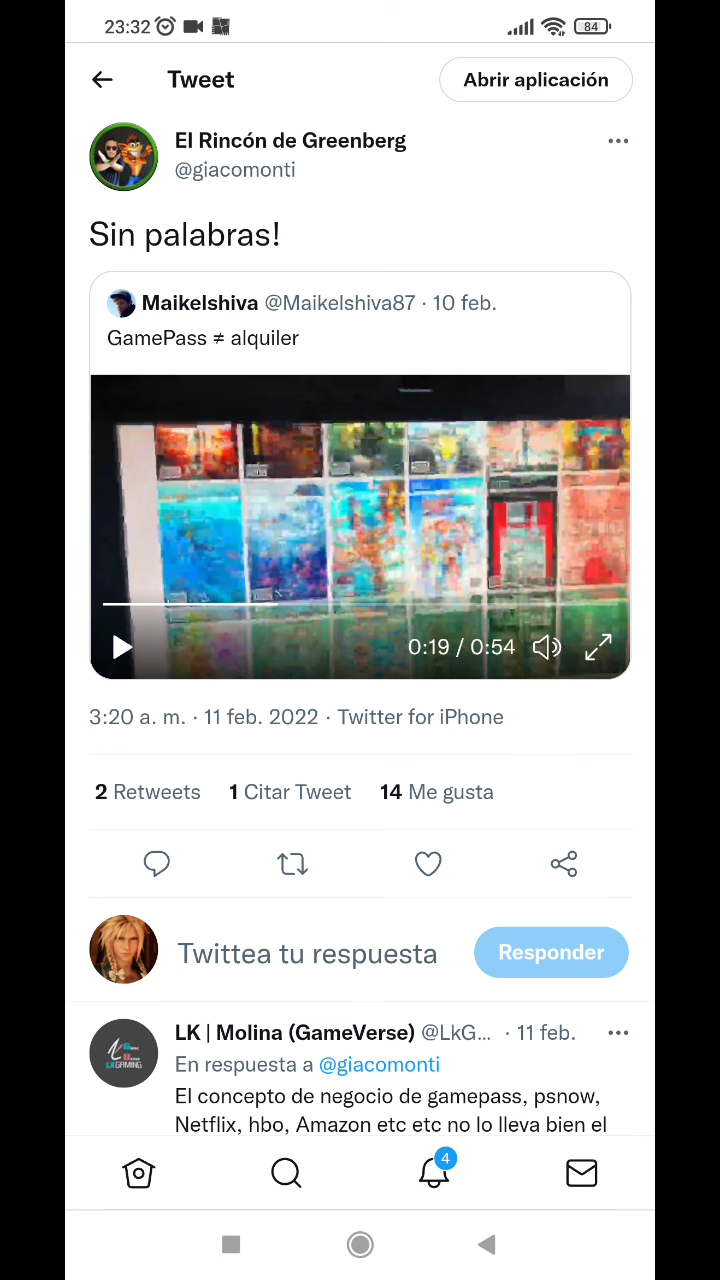 23:32
84
Tweet
Abrir aplicación
El Rincón de Greenberg
@giacomonti
Sin palabras!
Maikelshiva @Maikelshiva87 · 10 feb.
GamePass ≠ alquiler
0:19 / 0:54
3:20 a. m. · 11 feb. 2022 · Twitter for iPhone
2 Retweets 1 Citar Tweet 14 Me gusta
Twittea tu respuesta
Responder
LK | Molina (GameVerse) @LkG... · 11 feb.
En respuesta a @giacomonti
El concepto de negocio de gamepass, psnow,
Netflix, hbo, Amazon etc etc no lo lleva bien el
4